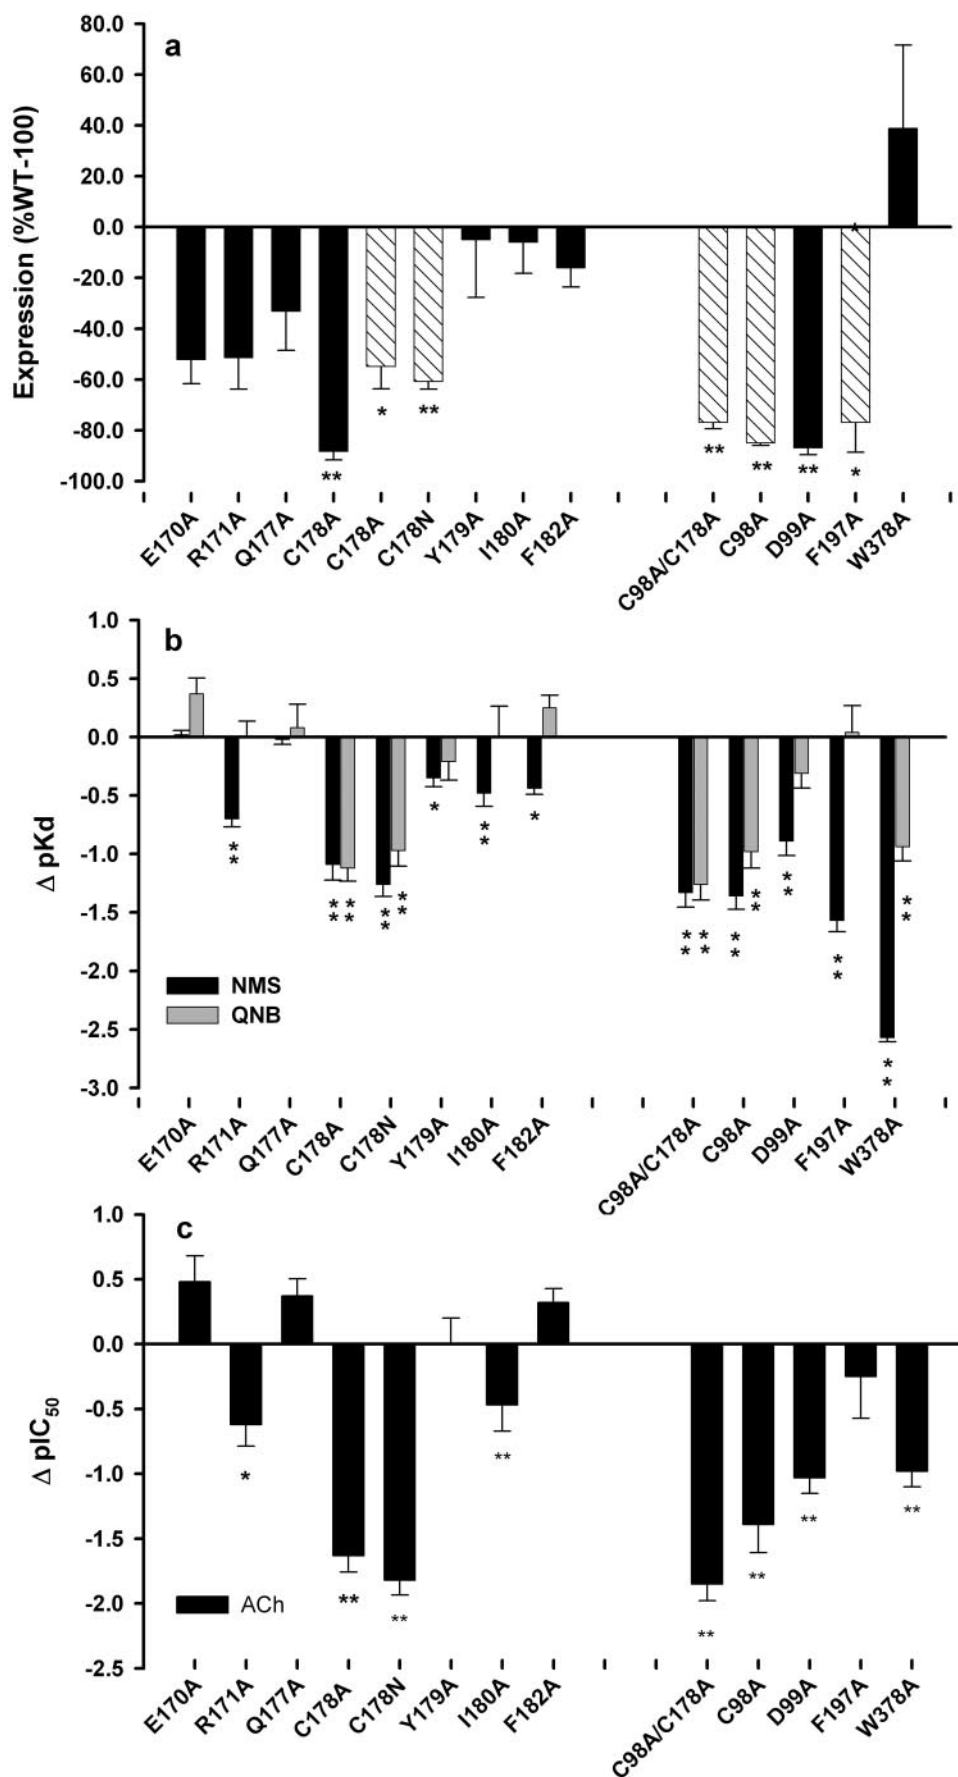 a
Expression (%WT-100)
80.0
60.0
40.0
20.0
0.0
-20.0
-40.0
-60.0
-80.0
-100.0
** * ** ** ** ** * *
E170A R171A Q177A C178A C178A C178N Y179A I180A F182A C98A/C178A C98A D99A F197A W378A
b
Δ pKd
1.0
0.5
0.0
-0.5
-1.0
-1.5
-2.0
-2.5
-3.0
** ** ** ** ** * ** * ** ** ** ** ** ** ** **
NMS
QNB
E170A R171A Q177A C178A C178N Y179A I180A F182A C98A/C178A C98A D99A F197A W378A
c
Δ pIC50
1.0
0.5
0.0
-0.5
-1.0
-1.5
-2.0
-2.5
* ** ** ** ** ** ** **
ACh
E170A R171A Q177A C178A C178N Y179A I180A F182A C98A/C178A C98A D99A F197A W378A